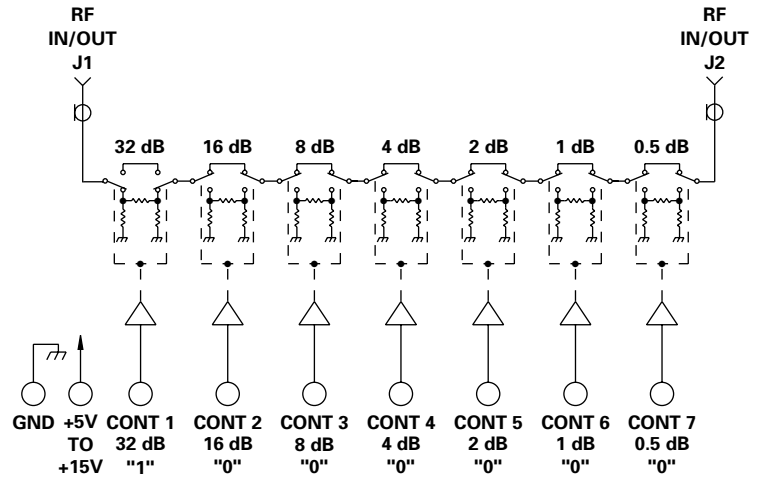 RF
IN/OUT
J1
RF
IN/OUT
J2
32 dB 16 dB 8 dB 4 dB 2 dB 1 dB 0.5 dB
GND +5V CONT 1 CONT 2 CONT 3 CONT 4 CONT 5 CONT 6 CONT 7
TO 32 dB 16 dB 8 dB 4 dB 2 dB 1 dB 0.5 dB
+15V "1" "0" "0" "0" "0" "0" "0"